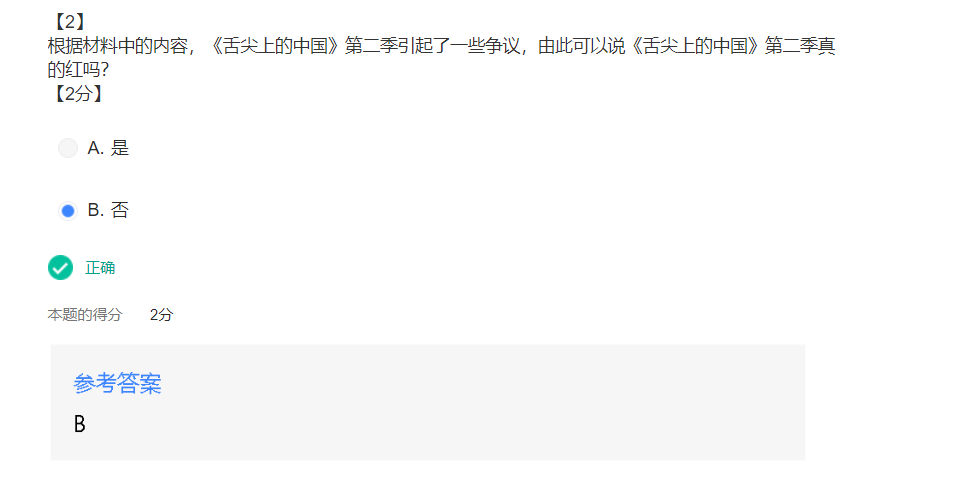 【2】
根据材料中的内容，《舌尖上的中国》第二季引起了一些争议，由此可以说《舌尖上的中国》第二季真
的红吗？
【2分】
A. 是
B. 否
正确
本题的得分 2分
参考答案
B